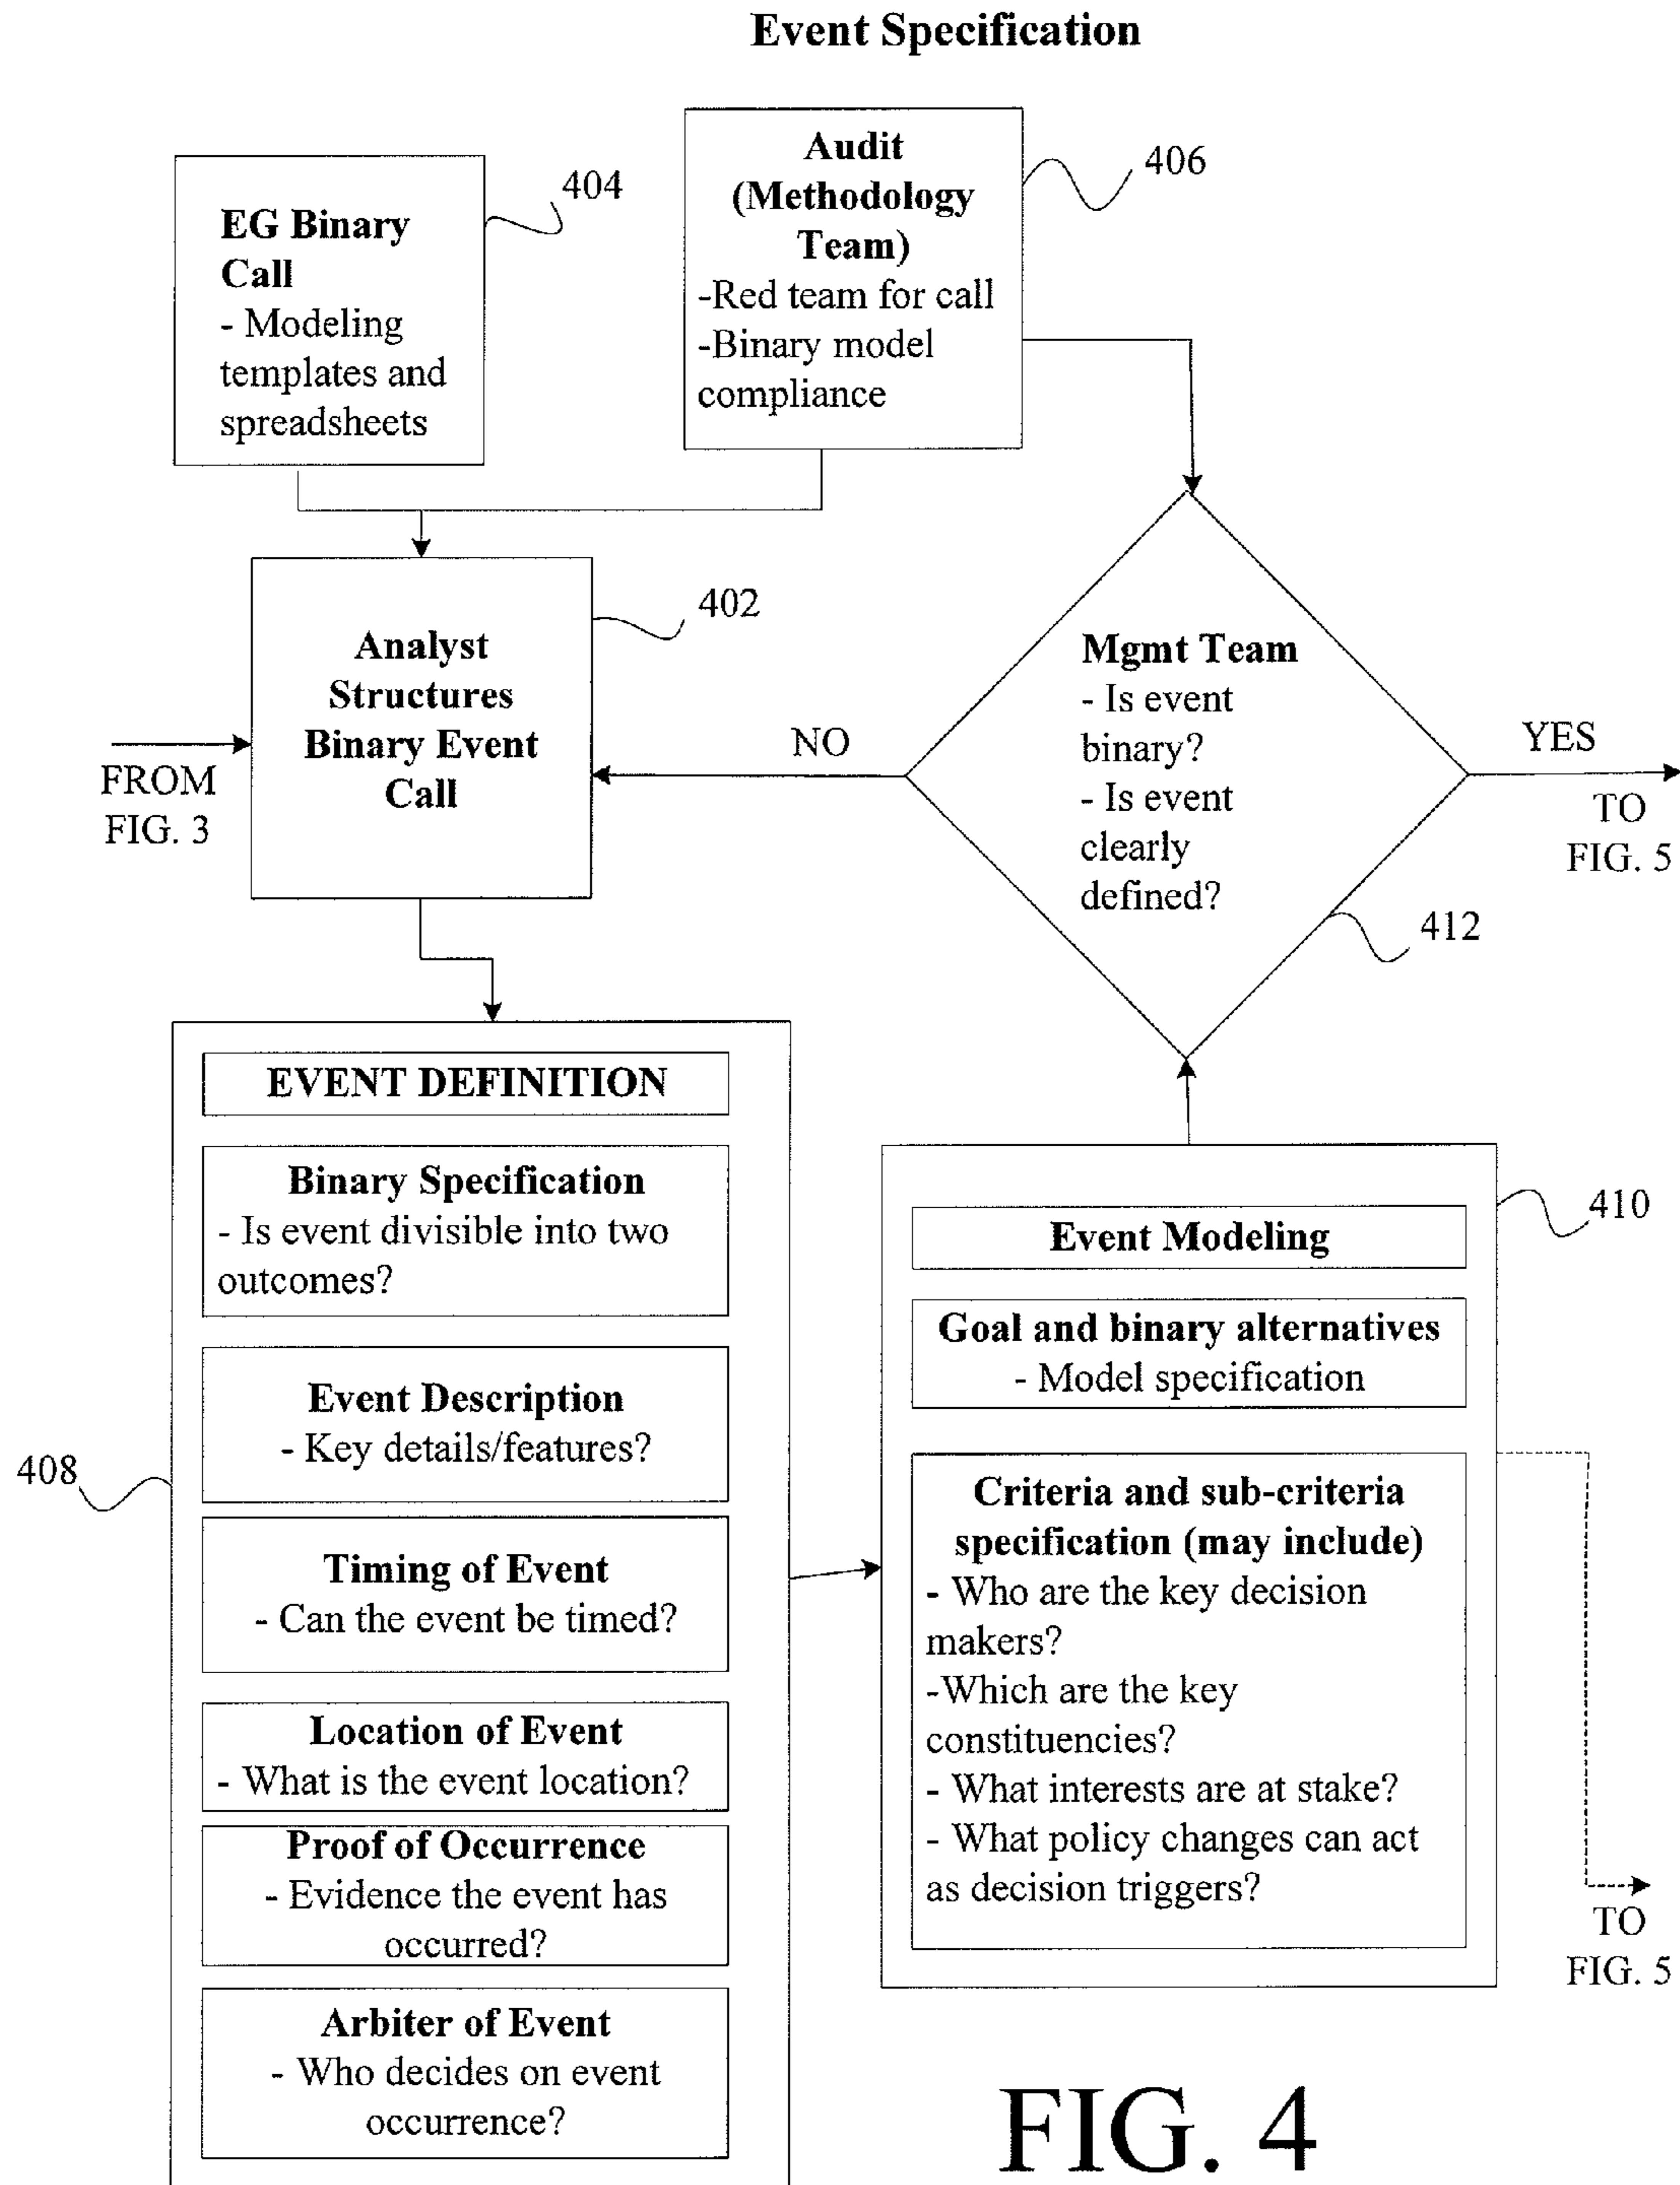 Event Specification
EG Binary
Call
- Modeling
templates and
spreadsheets
404
Audit
(Methodology
Team)
-Red team for call
-Binary model
compliance
406
Analyst
Structures
Binary Event
Call
402
FROM
FIG. 3
NO
Mgmt Team
- Is event
binary?
- Is event
clearly
defined?
YES
TO
FIG. 5
412
EVENT DEFINITION
Binary Specification
- Is event divisible into two
outcomes?
Event Description
- Key details/features?
408
Timing of Event
- Can the event be timed?
Location of Event
- What is the event location?
Proof of Occurrence
- Evidence the event has
occurred?
Arbiter of Event
- Who decides on event
occurrence?
410
Event Modeling
Goal and binary alternatives
- Model specification
Criteria and sub-criteria
specification (may include)
- Who are the key decision
makers?
-Which are the key
constituencies?
- What interests are at stake?
- What policy changes can act
as decision triggers?
TO
FIG. 5
FIG. 4